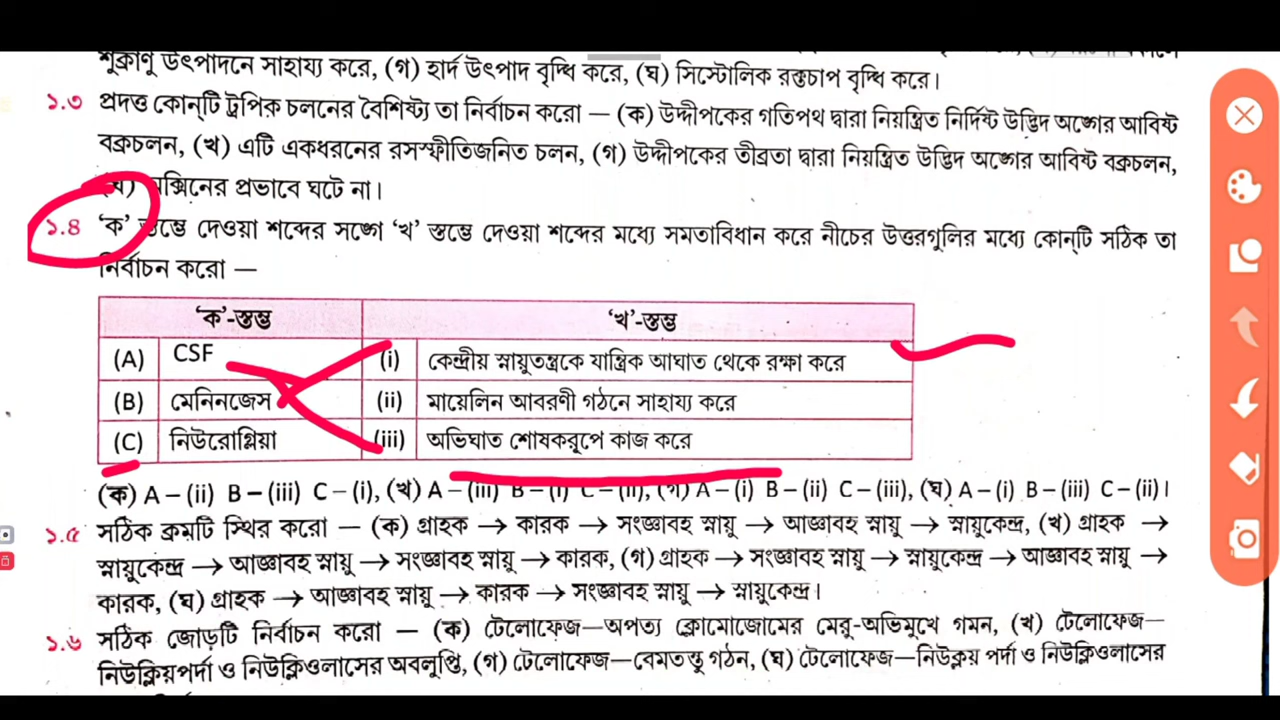 শুক্রাণু উৎপাদনে সাহায্য করে, (গ) হার্দ উৎপাদ বৃদ্ধি করে, (ঘ) সিস্টোলিক রক্তচাপ বৃদ্ধি করে।
১.৩ প্রদত্ত কোন্‌টি ট্রপিক চলনের বৈশিষ্ট্য তা নির্বাচন করো — (ক) উদ্দীপকের গতিপথ দ্বারা নিয়ন্ত্রিত নির্দিষ্ট উদ্ভিদ অঙ্গের আবিষ্ট
বক্রচলন, (খ) এটি একধরনের রসস্ফীতিজনিত চলন, (গ) উদ্দীপকের তীব্রতা দ্বারা নিয়ন্ত্রিত উদ্ভিদ অঙ্গের আবিষ্ট বক্রচলন,
(ঘ) অক্সিনের প্রভাবে ঘটে না।
১.৪ ‘ক’ স্তম্ভে দেওয়া শব্দের সঙ্গে ‘খ’ স্তম্ভে দেওয়া শব্দের মধ্যে সমতাবিধান করে নীচের উত্তরগুলির মধ্যে কোন্‌টি সঠিক তা
নির্বাচন করো —
‘ক’-স্তম্ভ ‘খ’-স্তম্ভ
(A) CSF (i) কেন্দ্রীয় স্নায়ুতন্ত্রকে যান্ত্রিক আঘাত থেকে রক্ষা করে
(B) মেনিনজেস (ii) মায়েলিন আবরণী গঠনে সাহায্য করে
(C) নিউরোগ্লিয়া (iii) অভিঘাত শোষকরূপে কাজ করে
(ক) A – (ii) B – (iii) C – (i), (খ) A – (iii) B – (i) C – (ii), (গ) A – (i) B – (ii) C – (iii), (ঘ) A – (i) B – (iii) C – (ii)।
১.৫ সঠিক ক্রমটি স্থির করো — (ক) গ্রাহক → কারক → সংজ্ঞাবহ স্নায়ু → আজ্ঞাবহ স্নায়ু → স্নায়ুকেন্দ্র, (খ) গ্রাহক →
স্নায়ুকেন্দ্র → আজ্ঞাবহ স্নায়ু → সংজ্ঞাবহ স্নায়ু → কারক, (গ) গ্রাহক → সংজ্ঞাবহ স্নায়ু → স্নায়ুকেন্দ্র → আজ্ঞাবহ স্নায়ু →
কারক, (ঘ) গ্রাহক → আজ্ঞাবহ স্নায়ু → কারক → সংজ্ঞাবহ স্নায়ু → স্নায়ুকেন্দ্র।
১.৬ সঠিক জোড়টি নির্বাচন করো — (ক) টেলোফেজ—অপত্য ক্রোমোজোমের মেরু-অভিমুখে গমন, (খ) টেলোফেজ—
নিউক্লিয়পর্দা ও নিউক্লিওলাসের অবলুপ্তি, (গ) টেলোফেজ—বেমতন্তু গঠন, (ঘ) টেলোফেজ—নিউক্লয় পর্দা ও নিউক্লিওলাসের